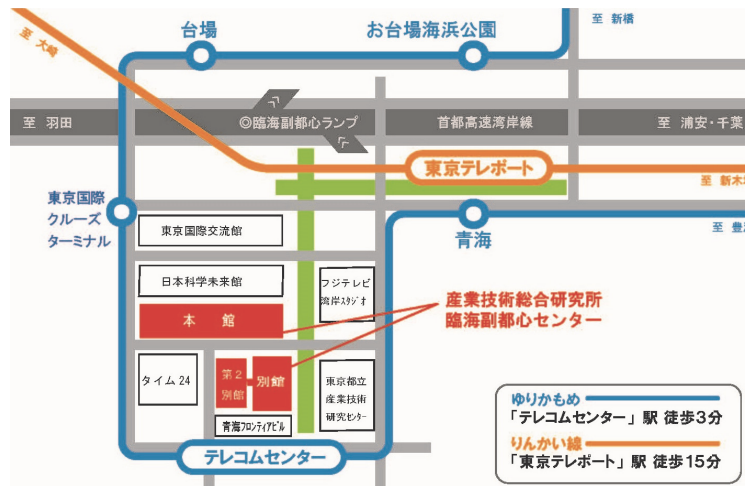 至 新橋
至 大崎
台場
お台場海浜公園
至 羽田
◎臨海副都心ランプ
首都高速湾岸線
至 浦安・千葉
東京テレポート
至 新木
東京国際
クルーズ
ターミナル
東京国際交流館
青海
至 豊
日本科学未来館
フジテレビ
湾岸スタジオ
本 館
産業技術総合研究所
臨海副都心センター
タイム24
第2
別館
別館
東京都立
産業技術
研究センター
青海フロンティアビル
テレコムセンター
ゆりかもめ
「テレコムセンター」駅 徒歩3分
りんかい線
「東京テレポート」駅 徒歩15分